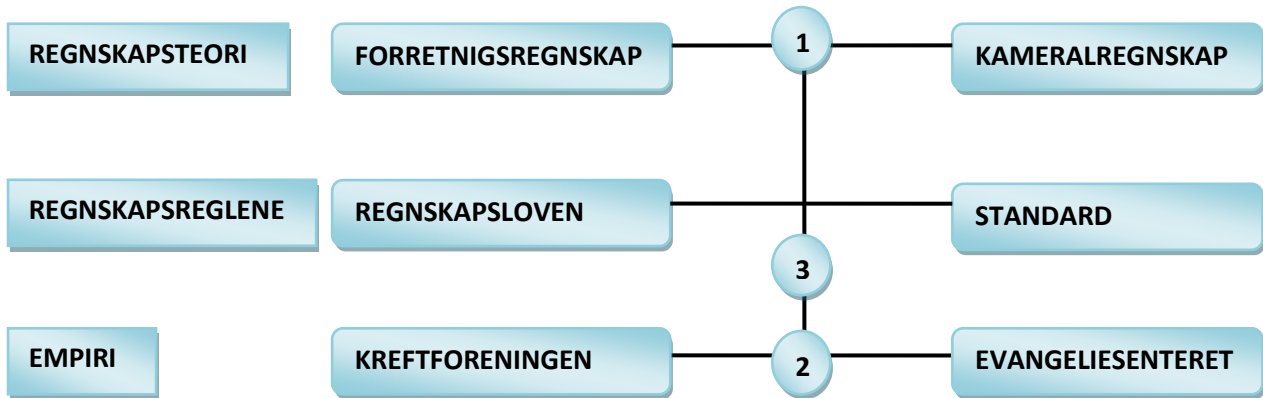 REGNSKAPSTEORI FORRETNIGSREGNSKAP 1 KAMERALREGNSKAP
REGNSKAPSREGLENE REGNSKAPSLOVEN STANDARD
3
EMPIRI KREFTFORENINGEN 2 EVANGELIESENTERET